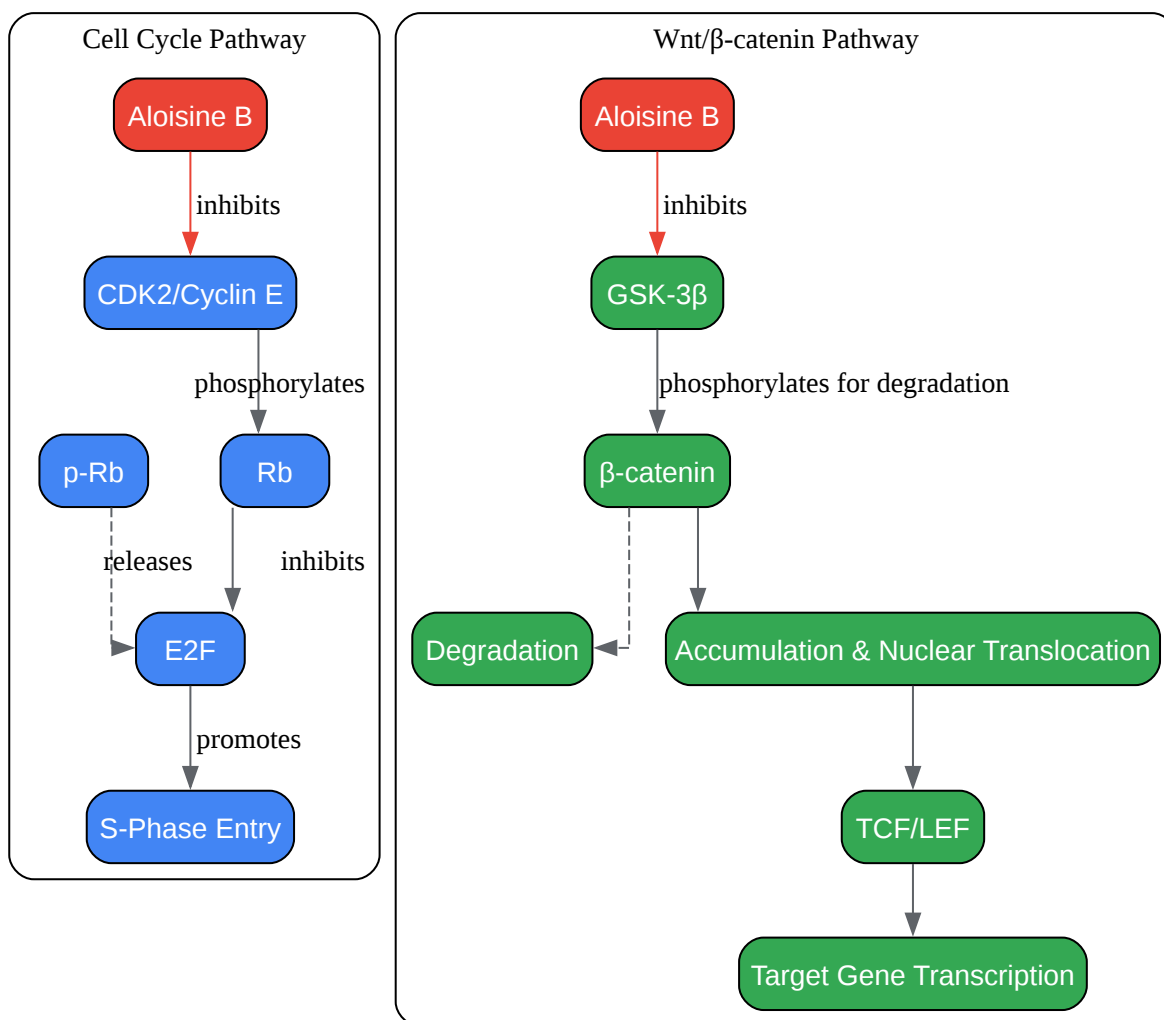 Cell Cycle Pathway
Aloisine B
inhibits
CDK2/Cyclin E
phosphorylates
p-Rb
Rb
releases
inhibits
E2F
promotes
S-Phase Entry
Wnt/β-catenin Pathway
Aloisine B
inhibits
GSK-3β
phosphorylates for degradation
β-catenin
Degradation
Accumulation & Nuclear Translocation
TCF/LEF
Target Gene Transcription